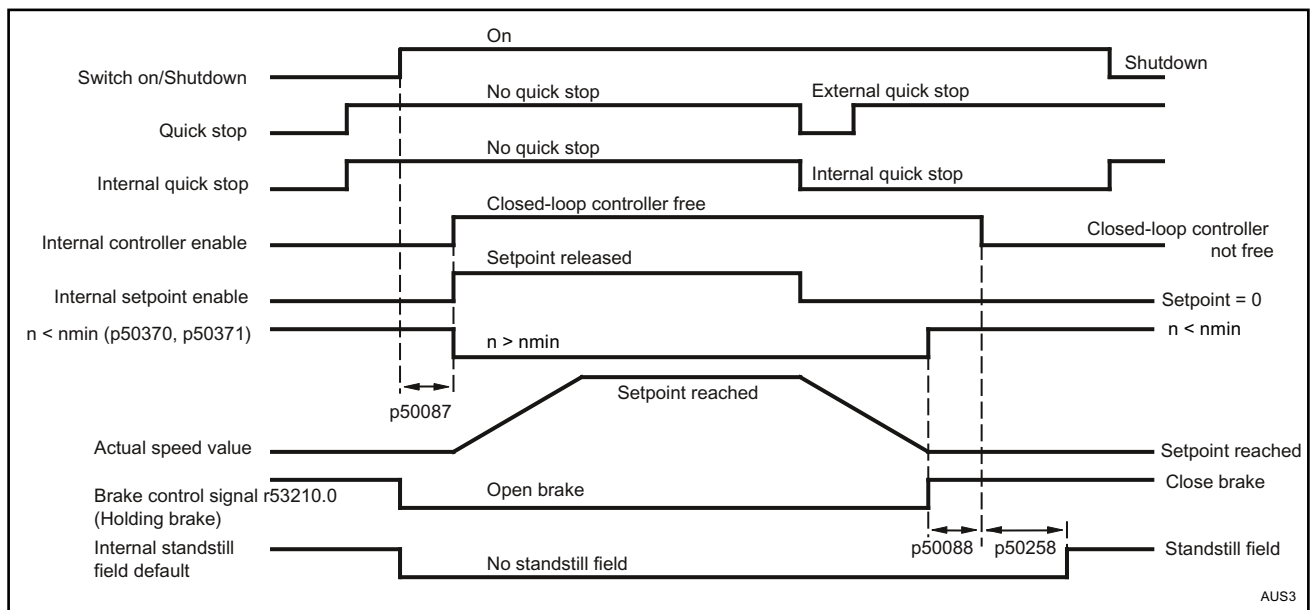 On
Switch on/Shutdown
Shutdown
No quick stop
External quick stop
Quick stop
No quick stop
Internal quick stop
Internal quick stop
Closed-loop controller free
Internal controller enable
Closed-loop controller
not free
Setpoint released
Internal setpoint enable
Setpoint = 0
n < nmin (p50370, p50371)
n > nmin
n < nmin
p50087
Setpoint reached
Actual speed value
Setpoint reached
Brake control signal r53210.0
(Holding brake)
Open brake
Close brake
p50088
p50258
Internal standstill
field default
No standstill field
Standstill field
AUS3